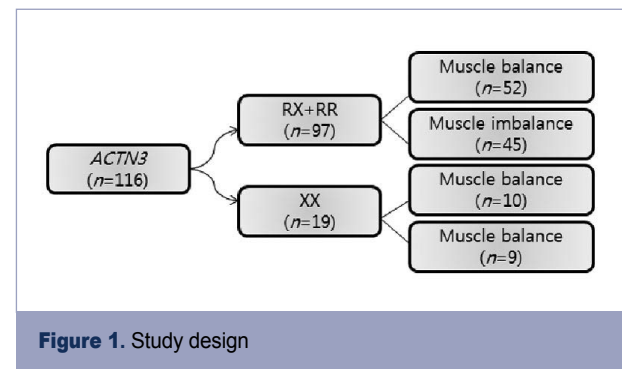 Muscle balance
(n=52)
RX+RR
(n=97)
Muscle imbalance
(n=45)
ACTN3
(n=116)
Muscle balance
(n=10)
XX
(n=19)
Muscle balance
(n=9)
Figure 1. Study design